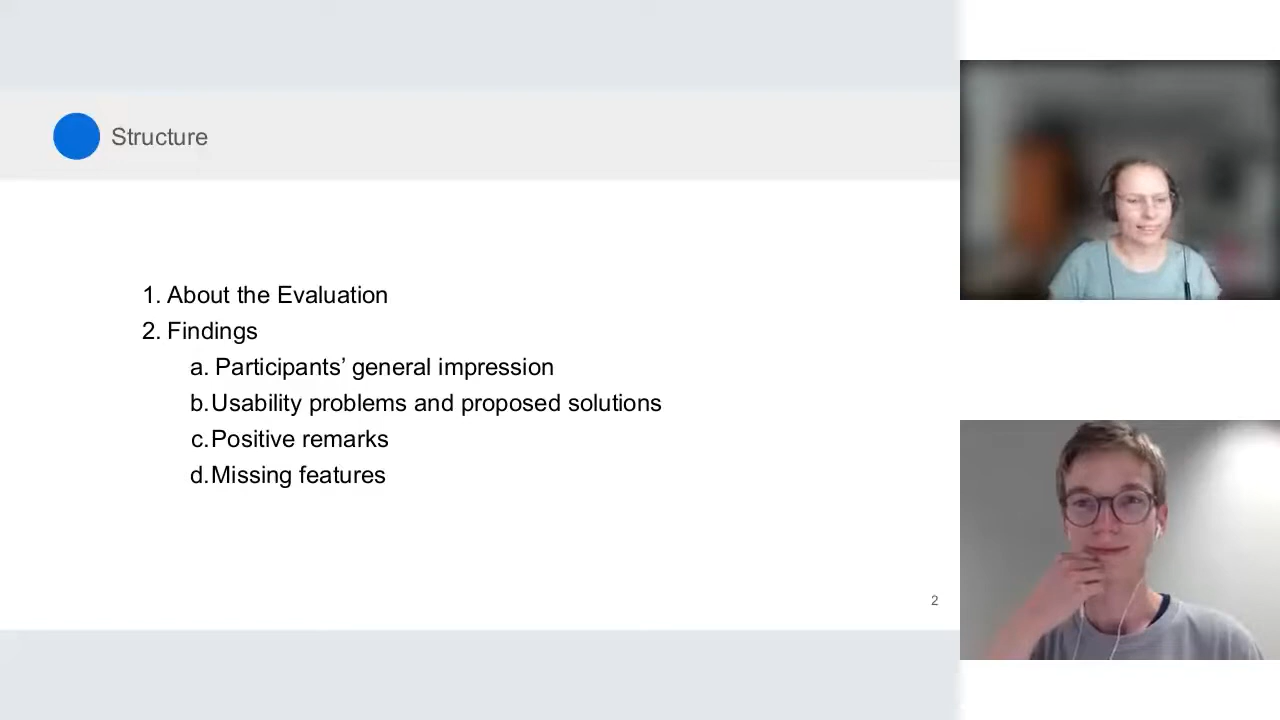 Structure
1. About the Evaluation
2. Findings
a. Participants’ general impression
b.Usability problems and proposed solutions
c.Positive remarks
d.Missing features
2